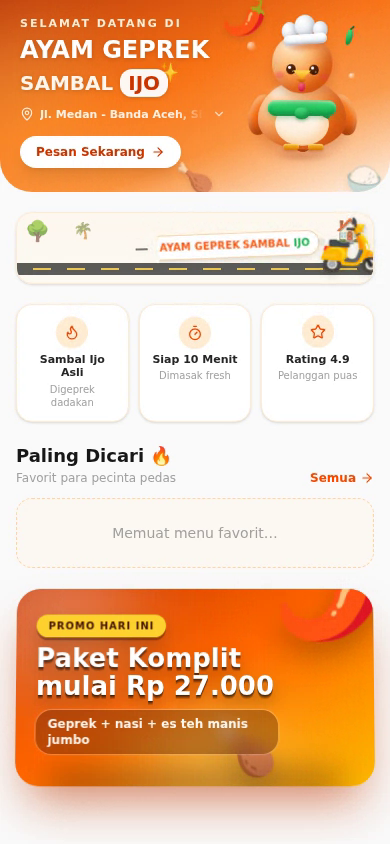 SELAMAT DATANG DI
AYAM GEPREK
SAMBAL IJO
Jl. Medan - Banda Aceh,
Pesan Sekarang
AYAM GEPREK SAMBAL IJO
Sambal Ijo Asli
Digeprek dadakan
Siap 10 Menit
Dimasak fresh
Rating 4.9
Pelanggan puas
Paling Dicari 🔥
Favorit para pecinta pedas
Semua
Memuat menu favorit...
PROMO HARI INI
Paket Komplit
mulai Rp 27.000
Geprek + nasi + es teh manis
jumbo